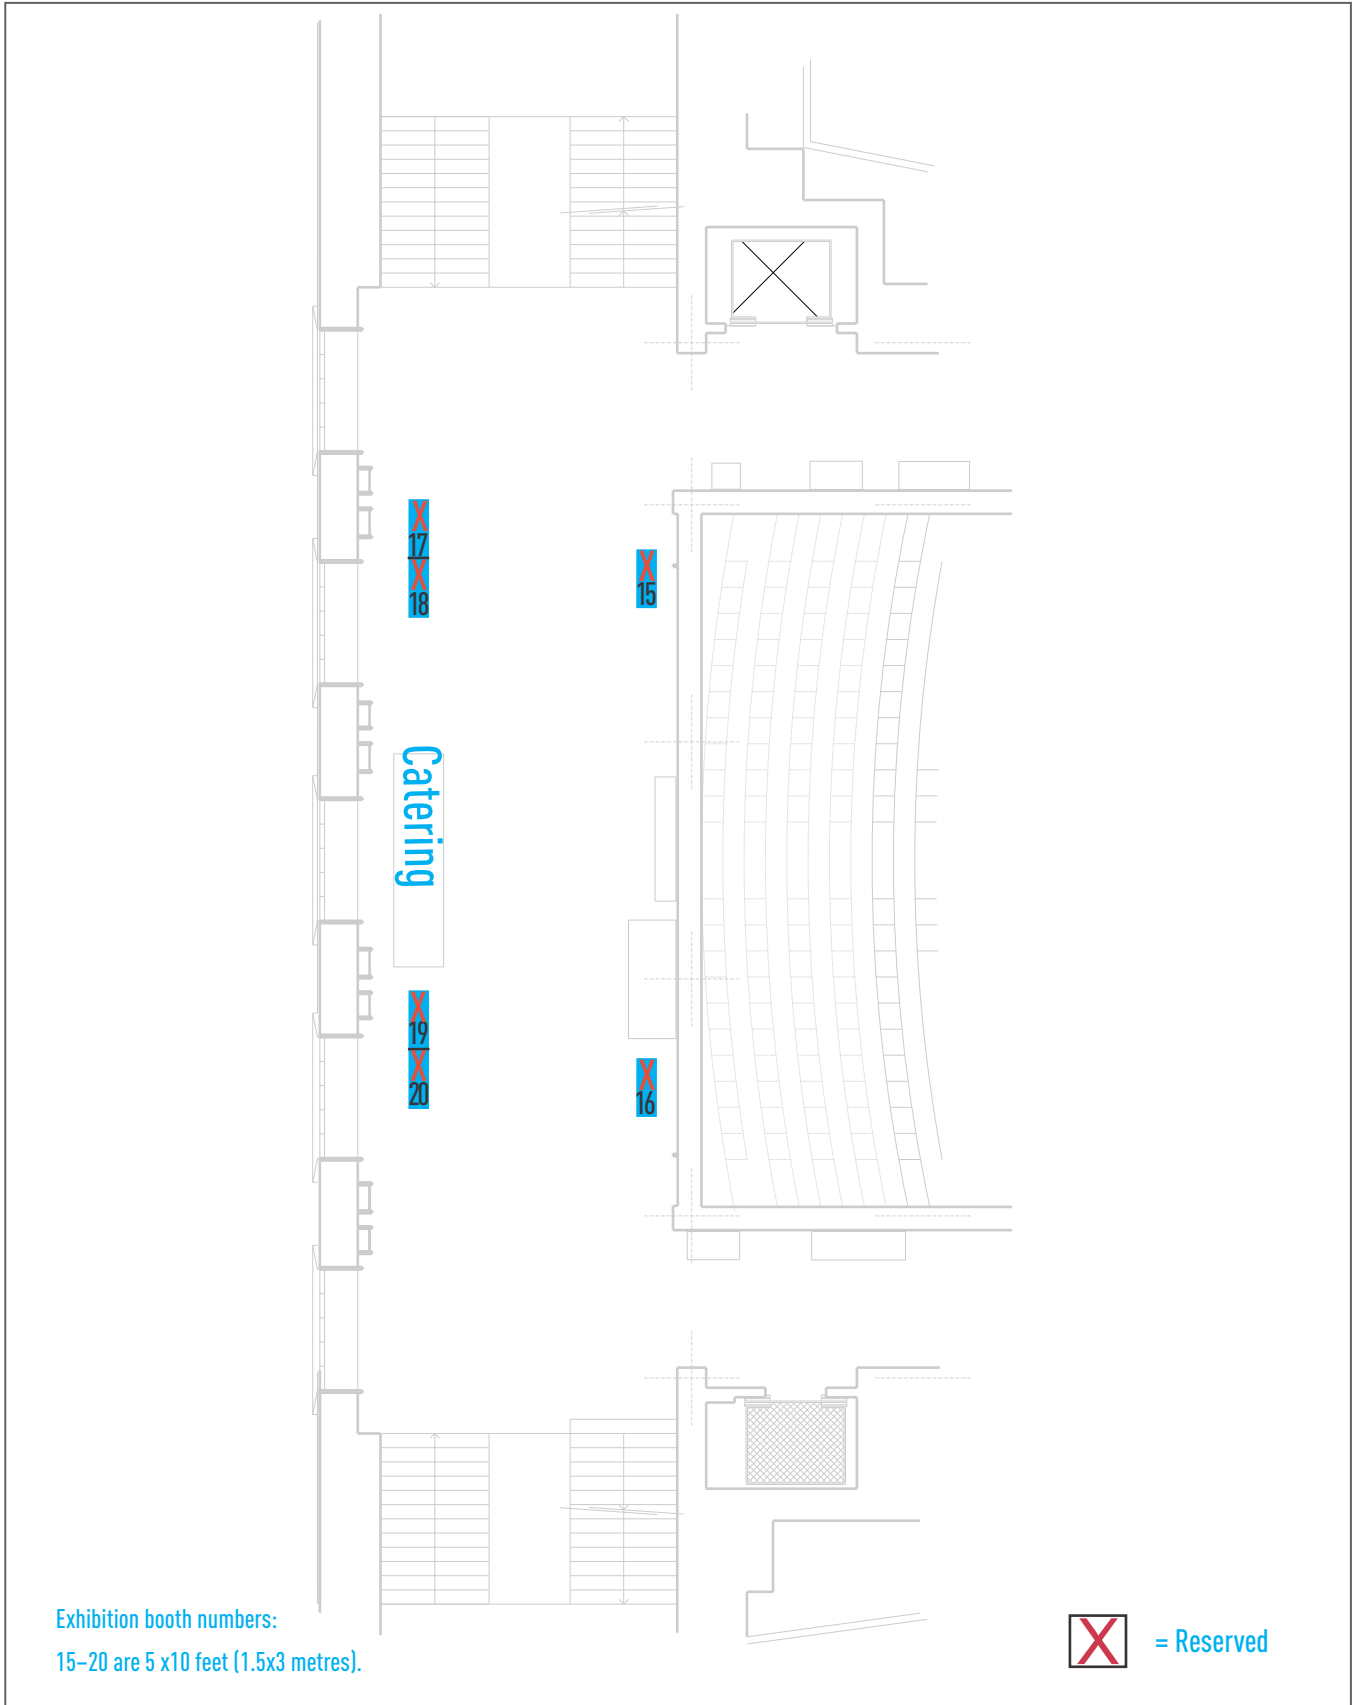 17
18
15
Catering
19
20
16
Exhibition booth numbers:
15–20 are 5 x10 feet (1.5x3 metres).
X = Reserved